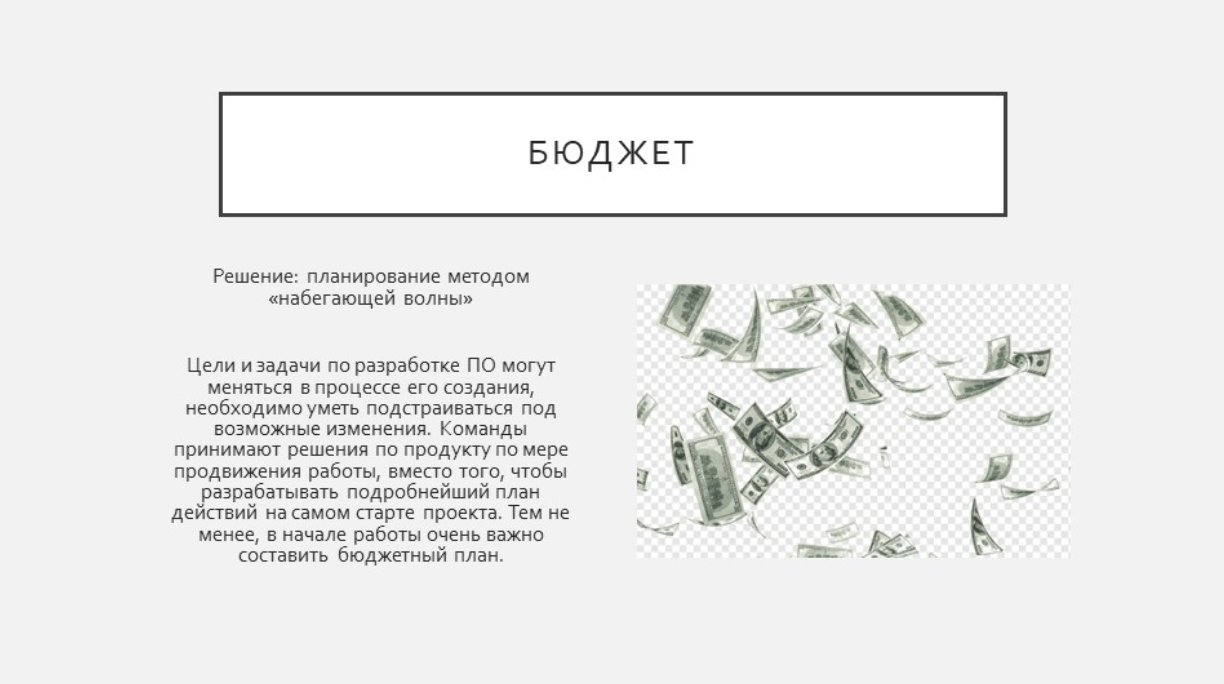 БЮДЖЕТ
Решение: планирование методом
«набегающей волны»
Цели и задачи по разработке ПО могут
меняться в процессе его создания,
необходимо уметь подстраиваться под
возможные изменения. Команды
принимают решения по продукту по мере
продвижения работы, вместо того, чтобы
разрабатывать подробнейший план
действий на самом старте проекта. Тем не
менее, в начале работы очень важно
составить бюджетный план.